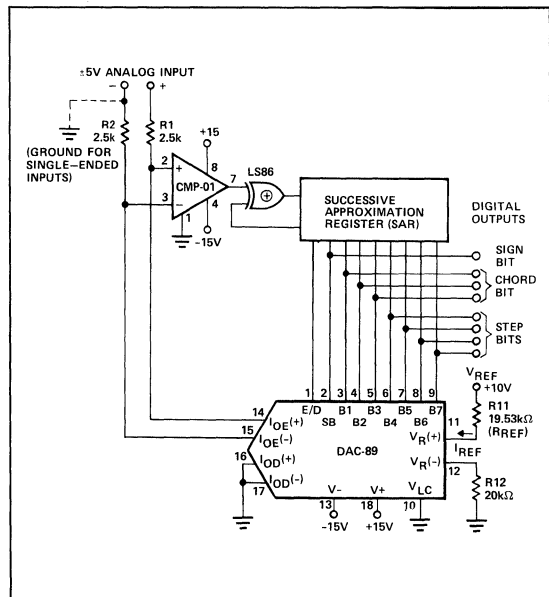 ±5V ANALOG INPUT
- +
R2
2.5k
R1
2.5k
(GROUND FOR
SINGLE-ENDED
INPUTS)
+15
2
+
8
7
CMP-01
3
-
1
4
-15V
LS86
+
SUCCESSIVE
APPROXIMATION
REGISTER (SAR)
DIGITAL
OUTPUTS
SIGN
BIT
CHORD
BIT
STEP
BITS
VREF
+10V
1 2 3 4 5 6 7 8 9
E/D SB B1 B2 B3 B4 B5 B6 B7
R11
19.53kΩ
(RREF)
11
VR(+)
IREF
14
IOE(+)
15
IOE(-)
16
IOD(+)
17
IOD(-)
DAC-89
VR(-)
12
R12
20kΩ
V- V+ VLC
13 18 10
-15V +15V